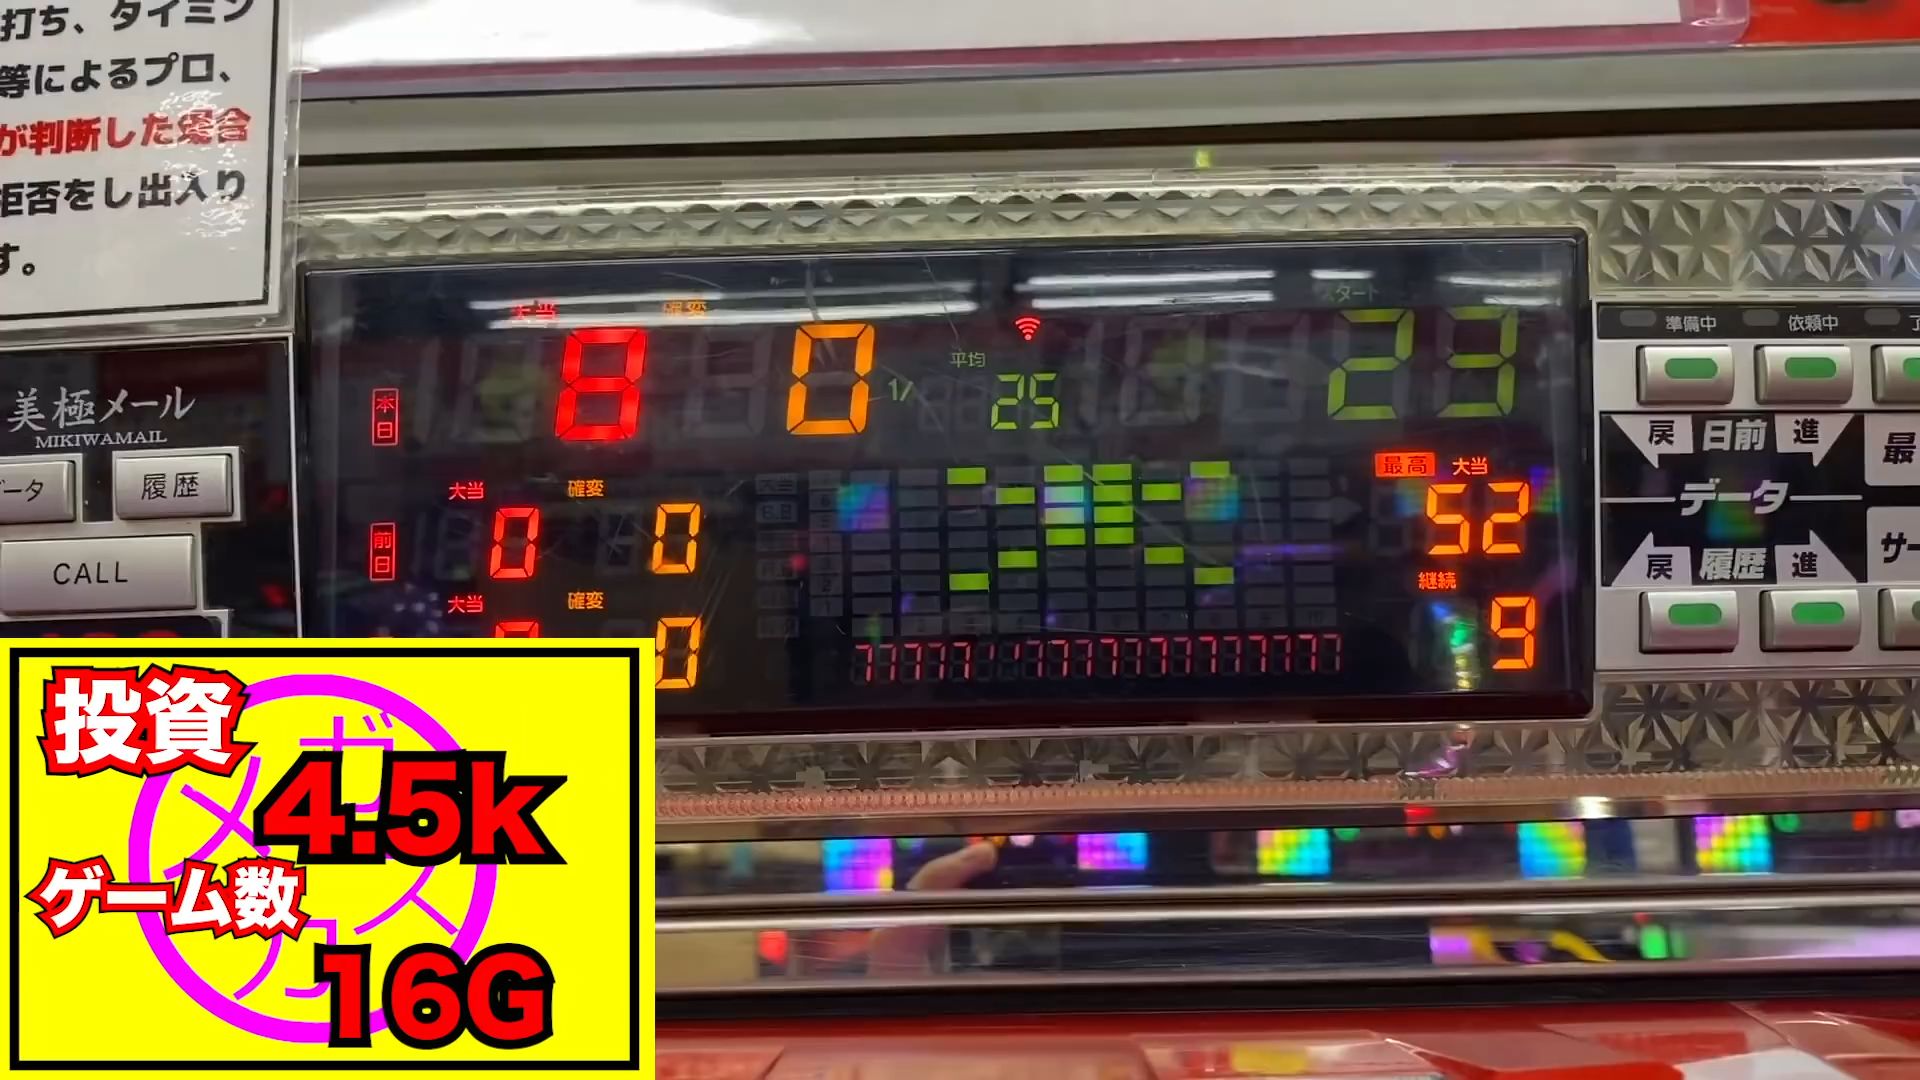 打ち、タイミン
等によるプロ、
が判断した場合
拒否をし出入り
す。
美極メール
MIKIWAMAIL
ータ
履歴
CALL
大当
確変
スタート
本日
8
0
1/
平均
25
23
大当
確変
前日
0
0
大当
確変
0
最高
大当
52
継続
9
準備中
依頼中
戻
日前
進
最
データ
戻
履歴
進
サー
投資
4.5k
ゲーム数
16G